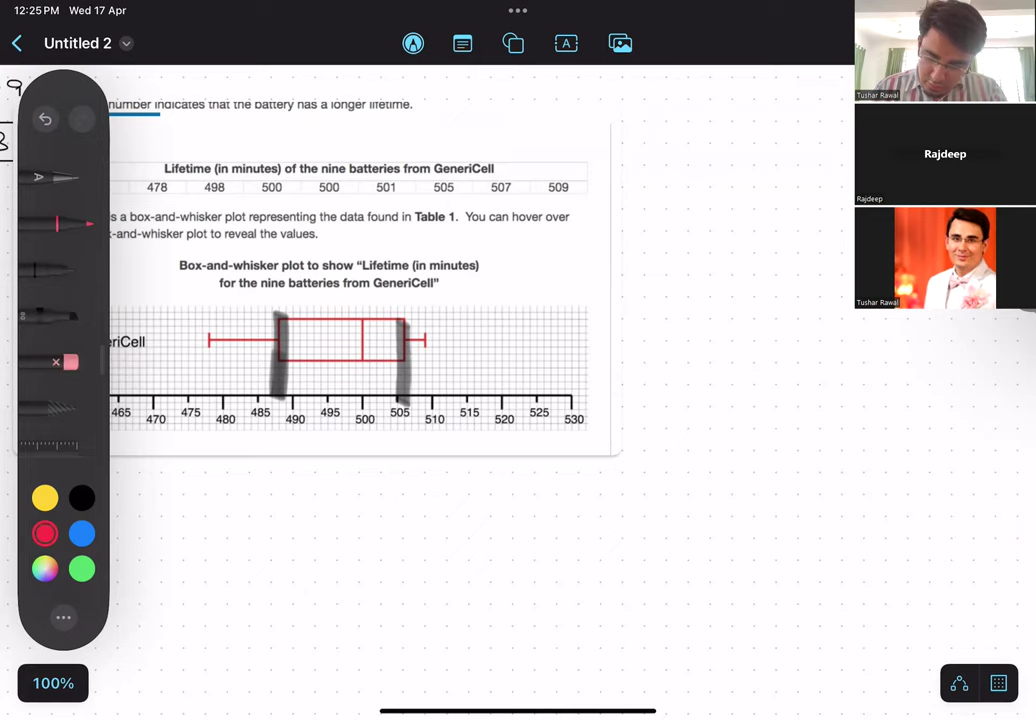 12:25 PM Wed 17 Apr
Untitled 2
A
Tushar Rawal
9
number indicates that the battery has a longer lifetime.
8
Lifetime (in minutes) of the nine batteries from GeneriCell
478 498 500 500 501 505 507 509
s a box-and-whisker plot representing the data found in Table 1. You can hover over
-and-whisker plot to reveal the values.
Box-and-whisker plot to show “Lifetime (in minutes)
for the nine batteries from GeneriCell”
eriCell
465 470 475 480 485 490 495 500 505 510 515 520 525 530
A
80
Rajdeep
Rajdeep
Tushar Rawal
100%